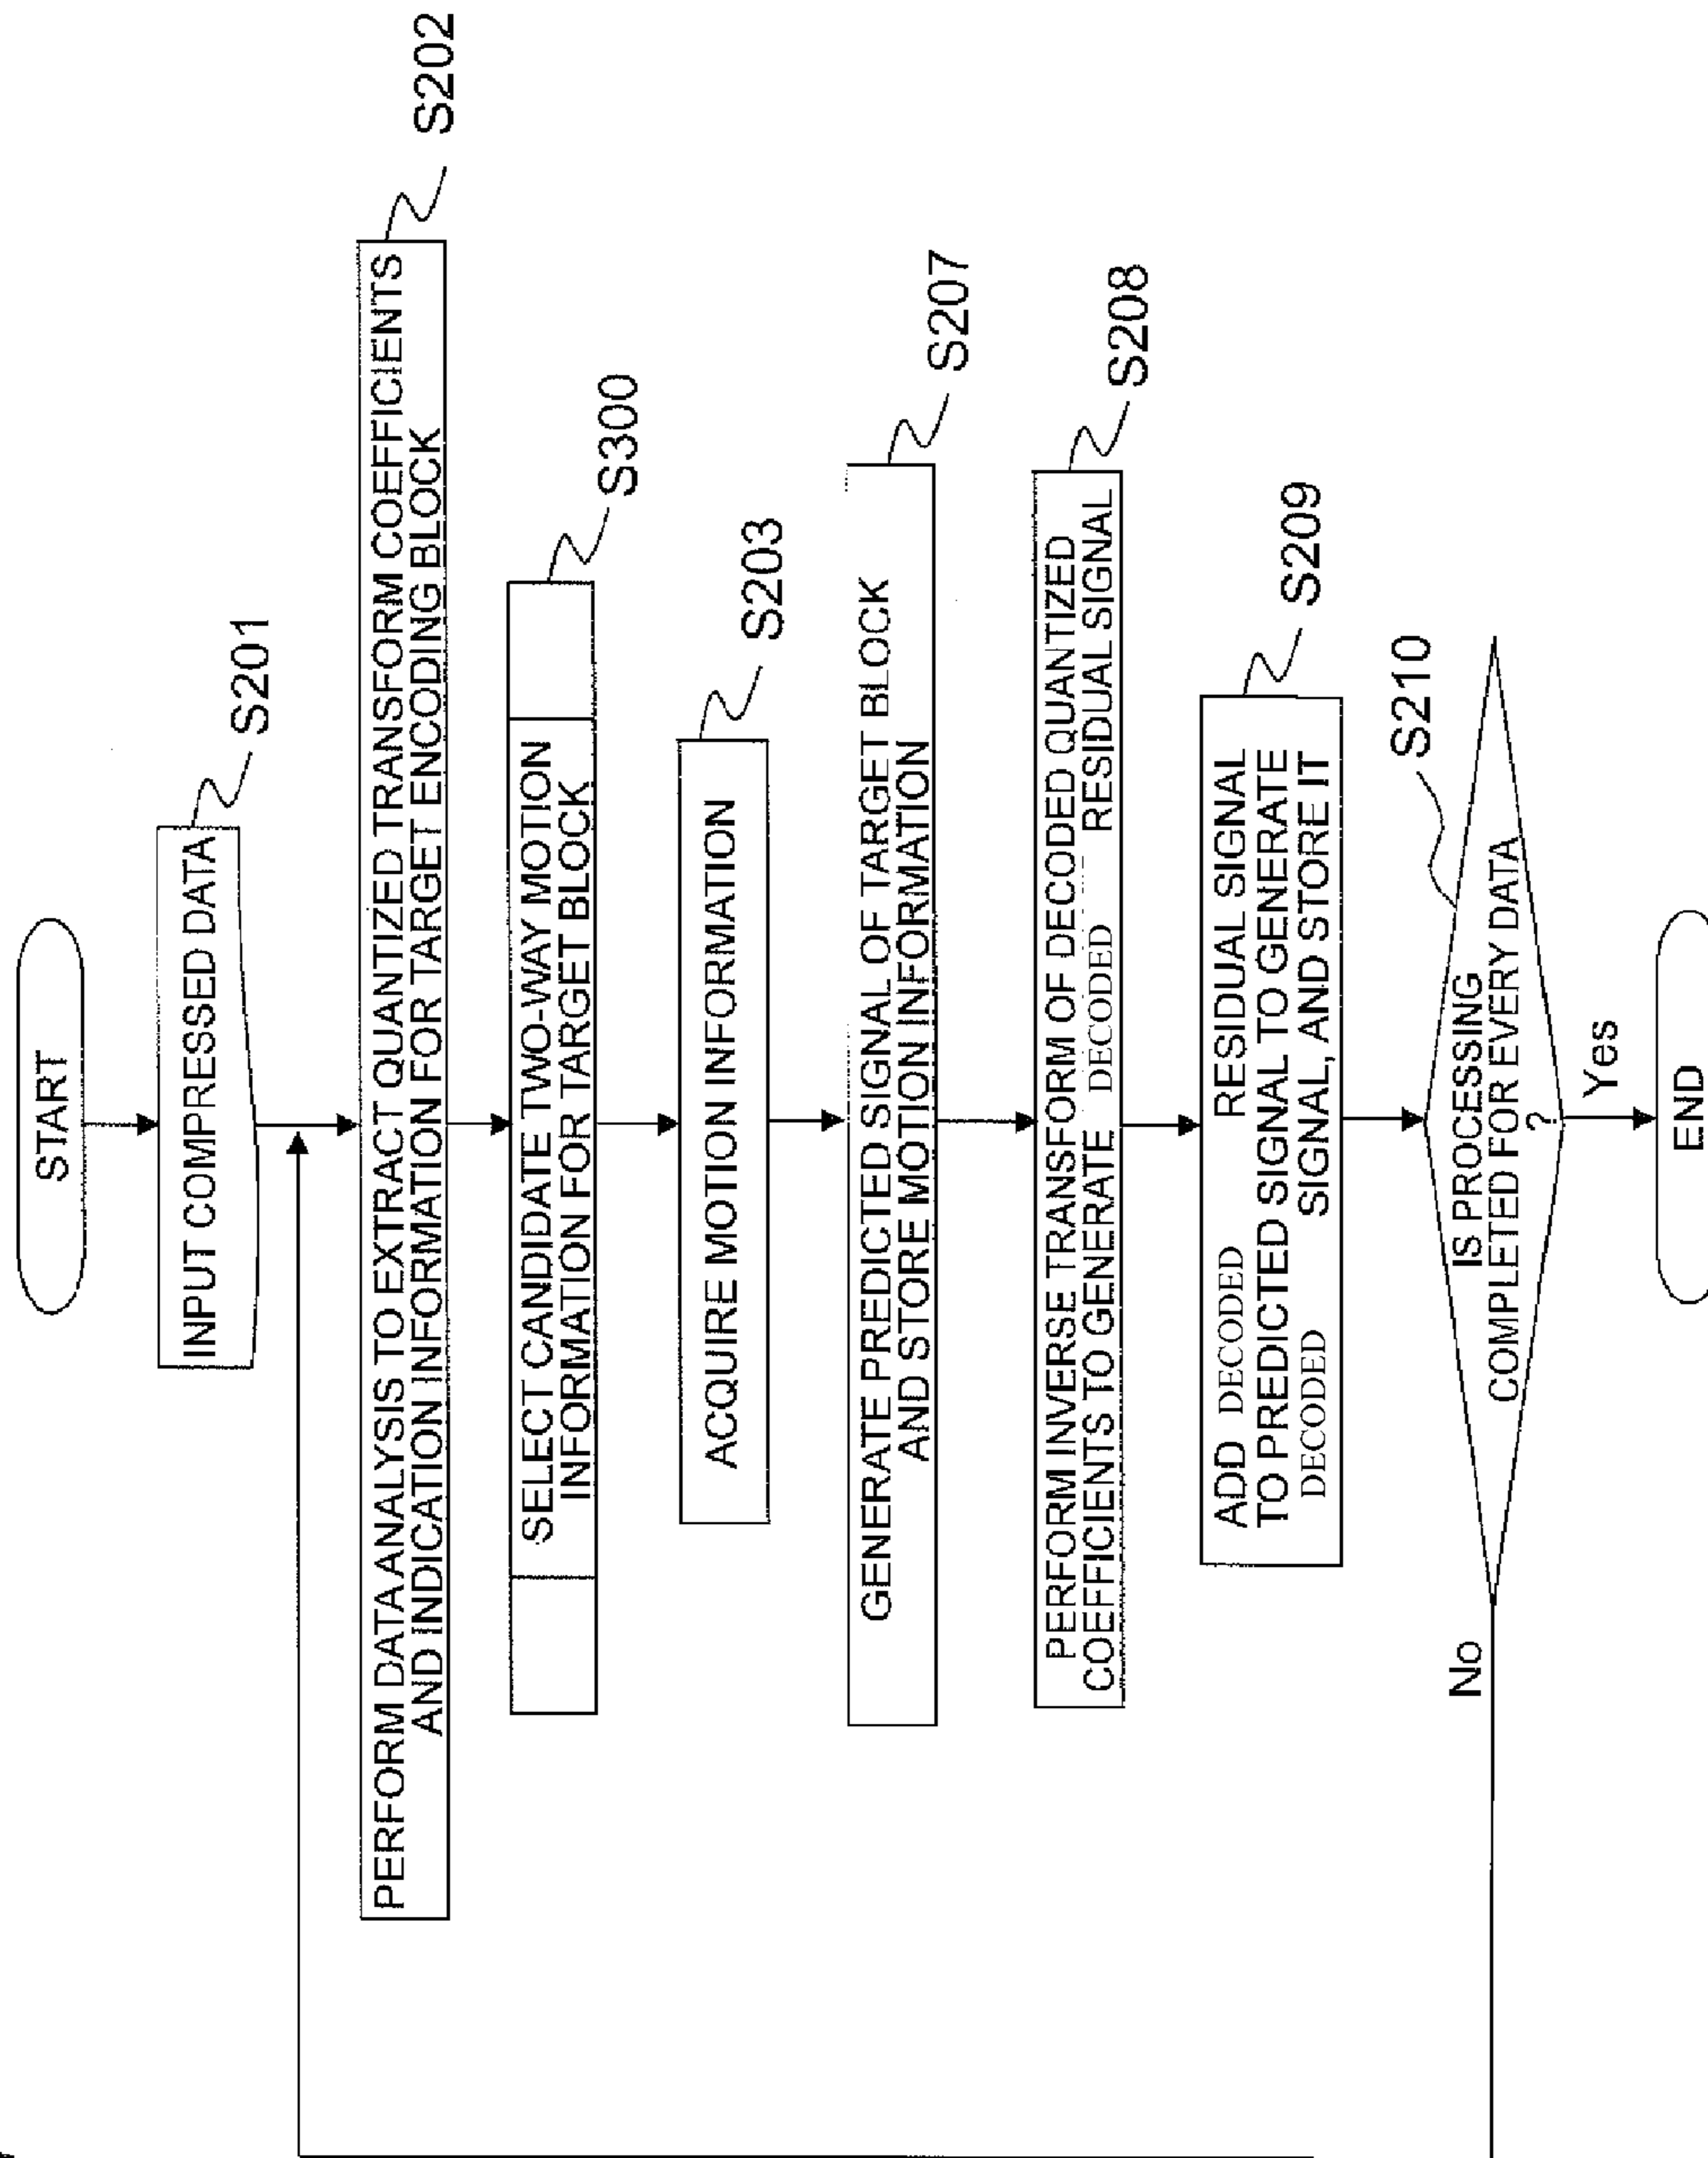 START
INPUT COMPRESSED DATA
S201
PERFORM DATA ANALYSIS TO EXTRACT QUANTIZED TRANSFORM COEFFICIENTS
AND INDICATION INFORMATION FOR TARGET ENCODING BLOCK
S202
SELECT CANDIDATE TWO-WAY MOTION
INFORMATION FOR TARGET BLOCK
S300
ACQUIRE MOTION INFORMATION
S203
GENERATE PREDICTED SIGNAL OF TARGET BLOCK
AND STORE MOTION INFORMATION
S207
PERFORM INVERSE TRANSFORM OF DECODED QUANTIZED
COEFFICIENTS TO GENERATE DECODED RESIDUAL SIGNAL
S208
ADD DECODED RESIDUAL SIGNAL
TO PREDICTED SIGNAL TO GENERATE
DECODED SIGNAL, AND STORE IT
S209
IS PROCESSING
COMPLETED FOR EVERY DATA
?
S210
No
Yes
END